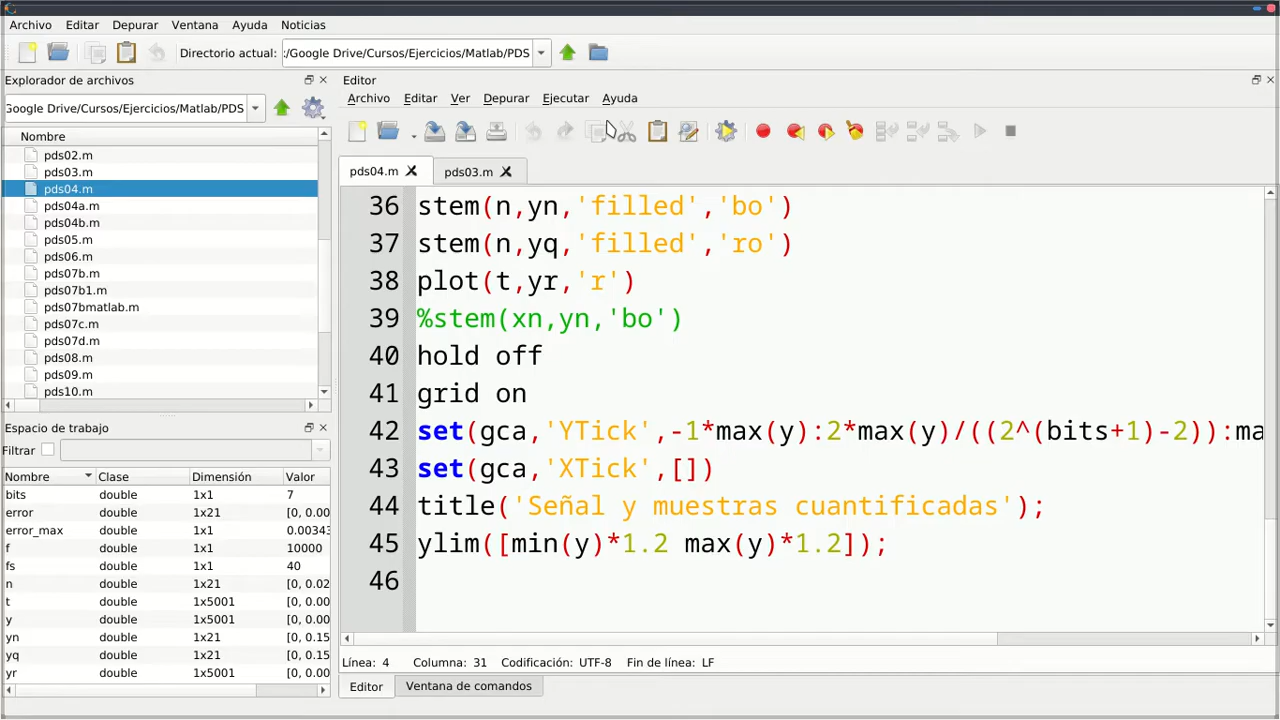 Archivo Editar Depurar Ventana Ayuda Noticias
Directorio actual: :/Google Drive/Cursos/Ejercicios/Matlab/PDS
Explorador de archivos
Google Drive/Cursos/Ejercicios/Matlab/PDS
Nombre
pds02.m
pds03.m
pds04.m
pds04a.m
pds04b.m
pds05.m
pds06.m
pds07b.m
pds07b1.m
pds07bmatlab.m
pds07c.m
pds07d.m
pds08.m
pds09.m
pds10.m
Espacio de trabajo
Filtrar
Nombre Clase Dimensión Valor
bits double 1x1 7
error double 1x21 [0, 0.00
error_max double 1x1 0.00343
f double 1x1 10000
fs double 1x1 40
n double 1x21 [0, 0.02
t double 1x5001 [0, 0.00
y double 1x5001 [0, 0.00
yn double 1x21 [0, 0.15
yq double 1x21 [0, 0.15
yr double 1x5001 [0, 0.00
Editor
Archivo Editar Ver Depurar Ejecutar Ayuda
pds04.m pds03.m
36 stem(n,yn,'filled','bo')
37 stem(n,yq,'filled','ro')
38 plot(t,yr,'r')
39 %stem(xn,yn,'bo')
40 hold off
41 grid on
42 set(gca,'YTick',-1*max(y):2*max(y)/((2^(bits+1)-2)):ma
43 set(gca,'XTick',[])
44 title('Señal y muestras cuantificadas');
45 ylim([min(y)*1.2 max(y)*1.2]);
46
Línea: 4 Columna: 31 Codificación: UTF-8 Fin de línea: LF
Editor Ventana de comandos